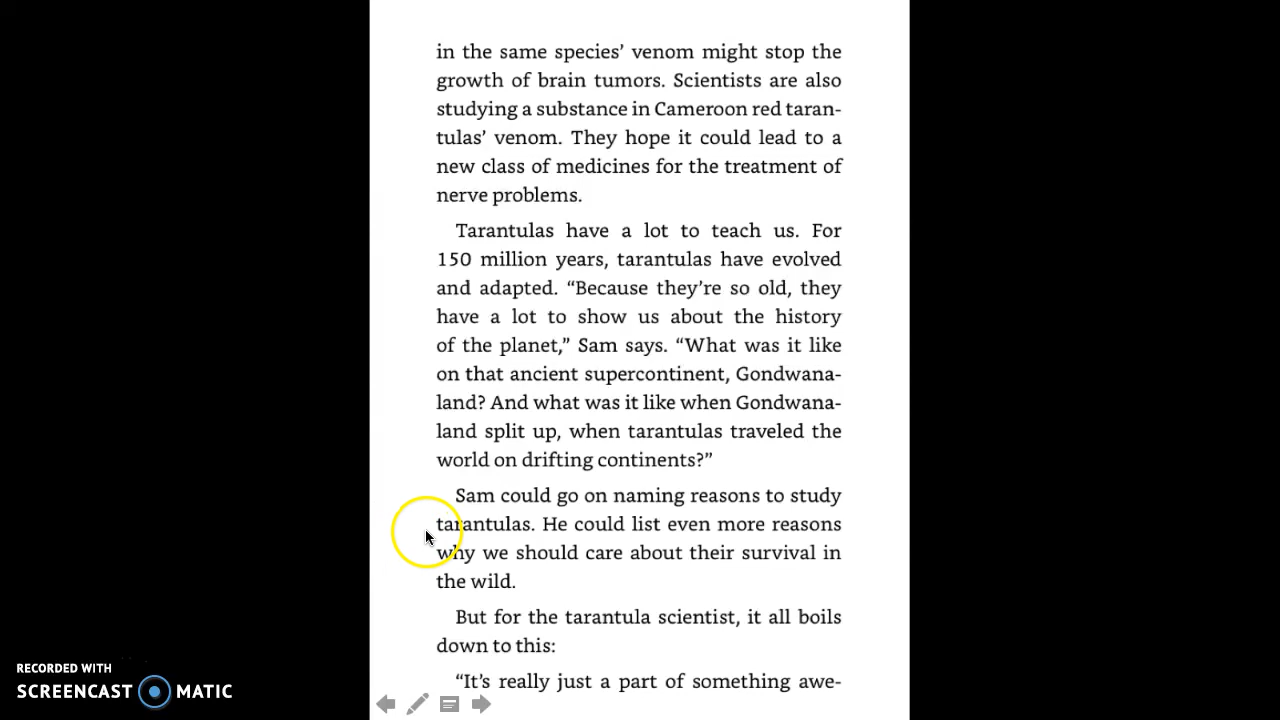 in the same species’ venom might stop the
growth of brain tumors. Scientists are also
studying a substance in Cameroon red taran-
tulas’ venom. They hope it could lead to a
new class of medicines for the treatment of
nerve problems.
Tarantulas have a lot to teach us. For
150 million years, tarantulas have evolved
and adapted. “Because they’re so old, they
have a lot to show us about the history
of the planet,” Sam says. “What was it like
on that ancient supercontinent, Gondwana-
land? And what was it like when Gondwana-
land split up, when tarantulas traveled the
world on drifting continents?”
Sam could go on naming reasons to study
tarantulas. He could list even more reasons
why we should care about their survival in
the wild.
But for the tarantula scientist, it all boils
down to this:
“It’s really just a part of something awe-
RECORDED WITH
SCREENCAST MATIC